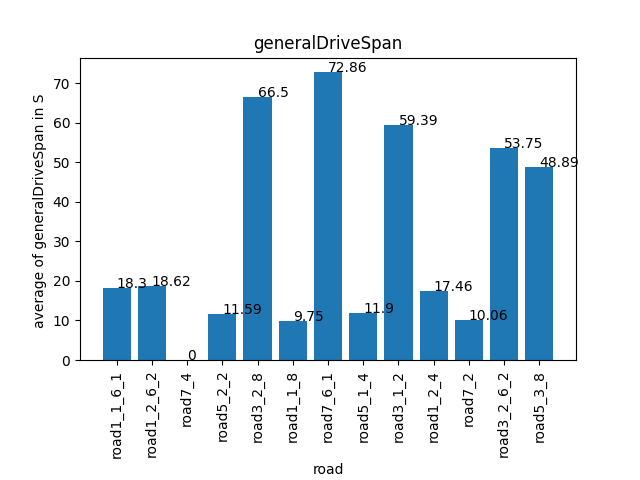 generalDriveSpan
average of generalDriveSpan in S
70
60
50
40
30
20
10
0
18.3
18.62
0
11.59
66.5
9.75
72.86
11.9
59.39
17.46
10.06
53.75
48.89
road1_1_6_1
road1_2_6_2
road7_4
road5_2_2
road3_2_8
road1_1_8
road7_6_1
road5_1_4
road3_1_2
road1_2_4
road7_2
road3_2_6_2
road5_3_8
road